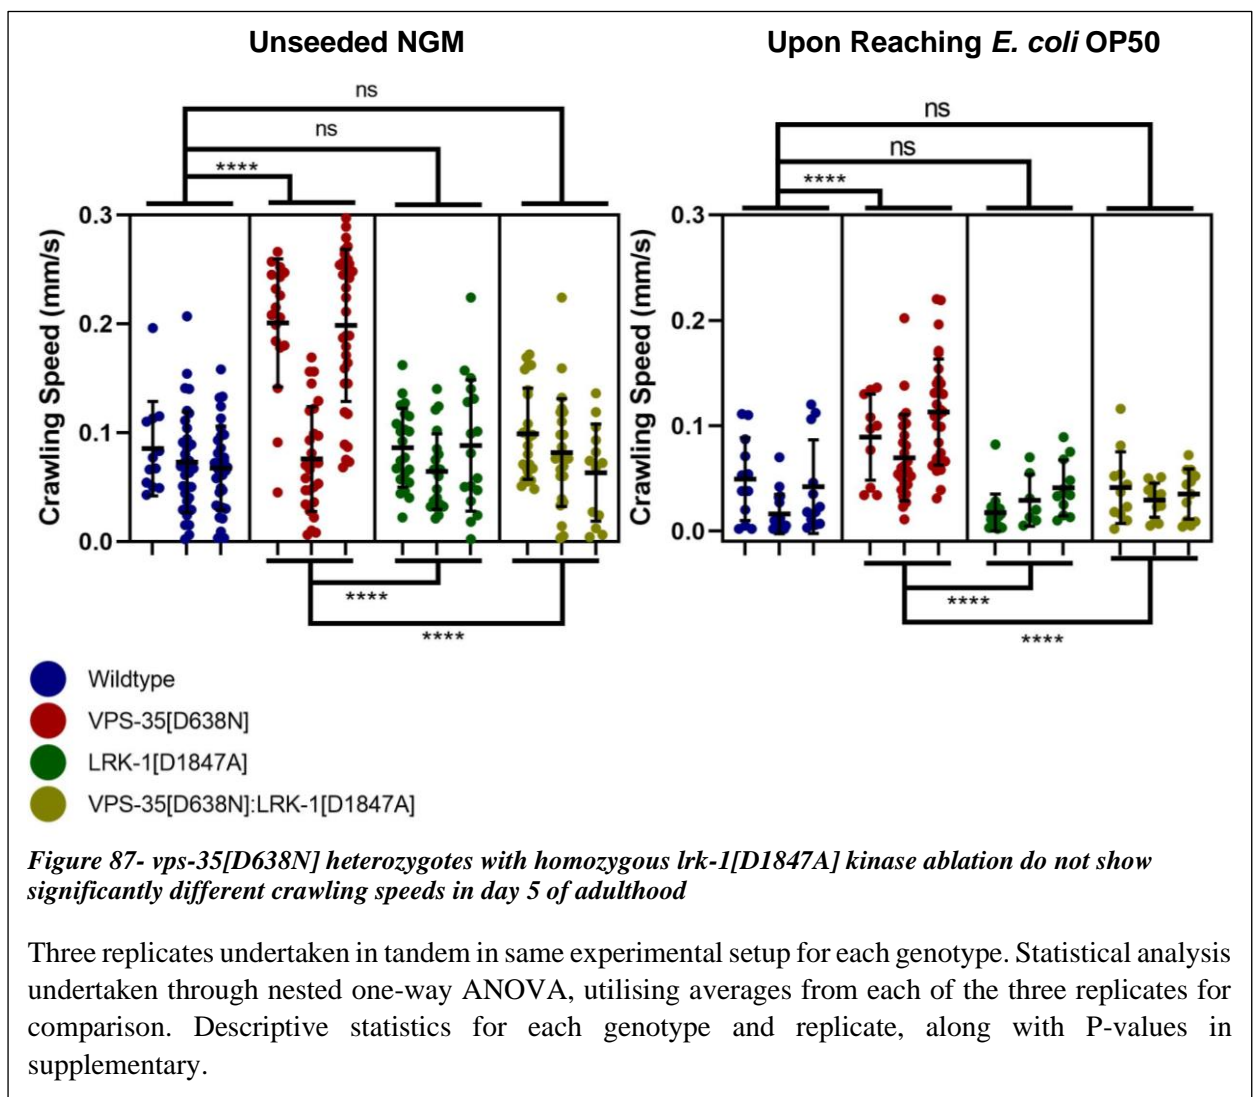 Unseeded NGM
ns
ns
****
0.3
0.2
0.1
0.0
Crawling Speed (mm/s)
****
****
Upon Reaching E. coli OP50
ns
ns
****
0.3
0.2
0.1
0.0
Crawling Speed (mm/s)
****
****
Wildtype
VPS-35[D638N]
LRK-1[D1847A]
VPS-35[D638N]:LRK-1[D1847A]
Figure 87- vps-35[D638N] heterozygotes with homozygous lrk-1[D1847A] kinase ablation do not show
significantly different crawling speeds in day 5 of adulthood
Three replicates undertaken in tandem in same experimental setup for each genotype. Statistical analysis
undertaken through nested one-way ANOVA, utilising averages from each of the three replicates for
comparison. Descriptive statistics for each genotype and replicate, along with P-values in
supplementary.